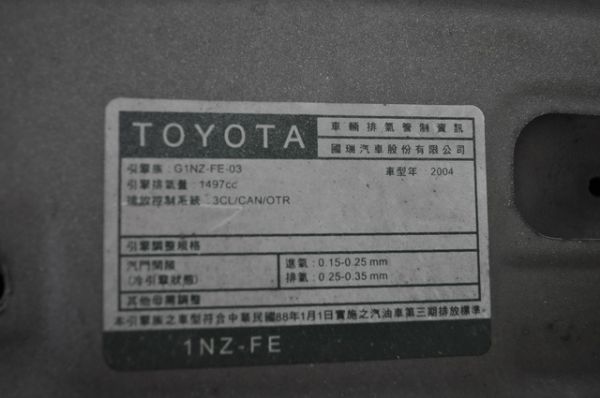 TOYOTA
車輛排氣管制資訊
國瑞汽車股份有限公司
引擎族：G1NZ-FE-03
車型年 2004
引擎排氣量：1497cc
排放控制系統：3CL/CAN/OTR
引擎調整規格
汽門間隙
(冷引擎狀態)
進氣：0.15-0.25 mm
排氣：0.25-0.35 mm
其他毋需調整
本引擎族之車型符合中華民國88年1月1日實施之汽油車第三期排放標準
1NZ-FE